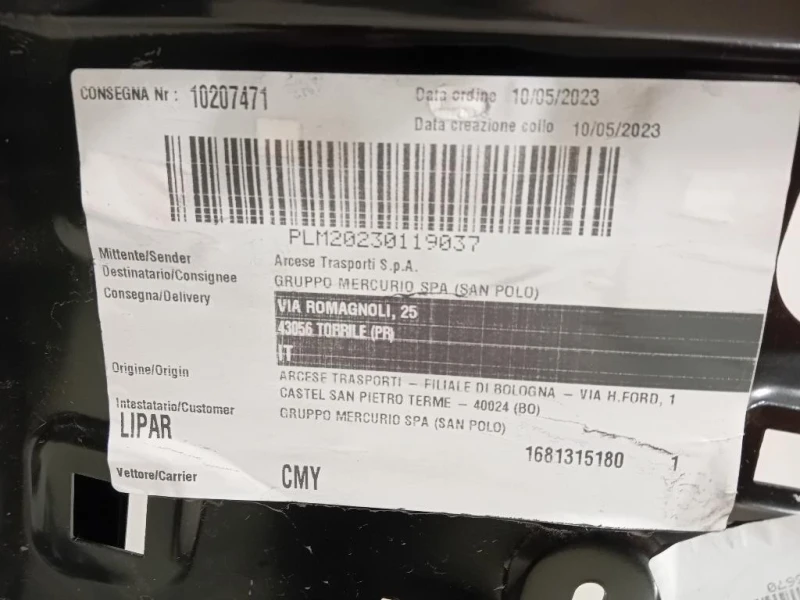 CONSEGNA Nr : 10207471
Data ordine 10/05/2023
Data creazione collo 10/05/2023
PLM20230119037
Mittente/Sender Arcese Trasporti S.p.A.
Destinatario/Consignee GRUPPO MERCURIO SPA (SAN POLO)
Consegna/Delivery VIA ROMAGNOLI, 25
43056 TORRILE (PR)
IT
Origine/Origin ARCESE TRASPORTI – FILIALE DI BOLOGNA – VIA H.FORD, 1
CASTEL SAN PIETRO TERME – 40024 (BO)
Intestatario/Customer GRUPPO MERCURIO SPA (SAN POLO)
LIPAR
1681315180 1
Vettore/Carrier CMY